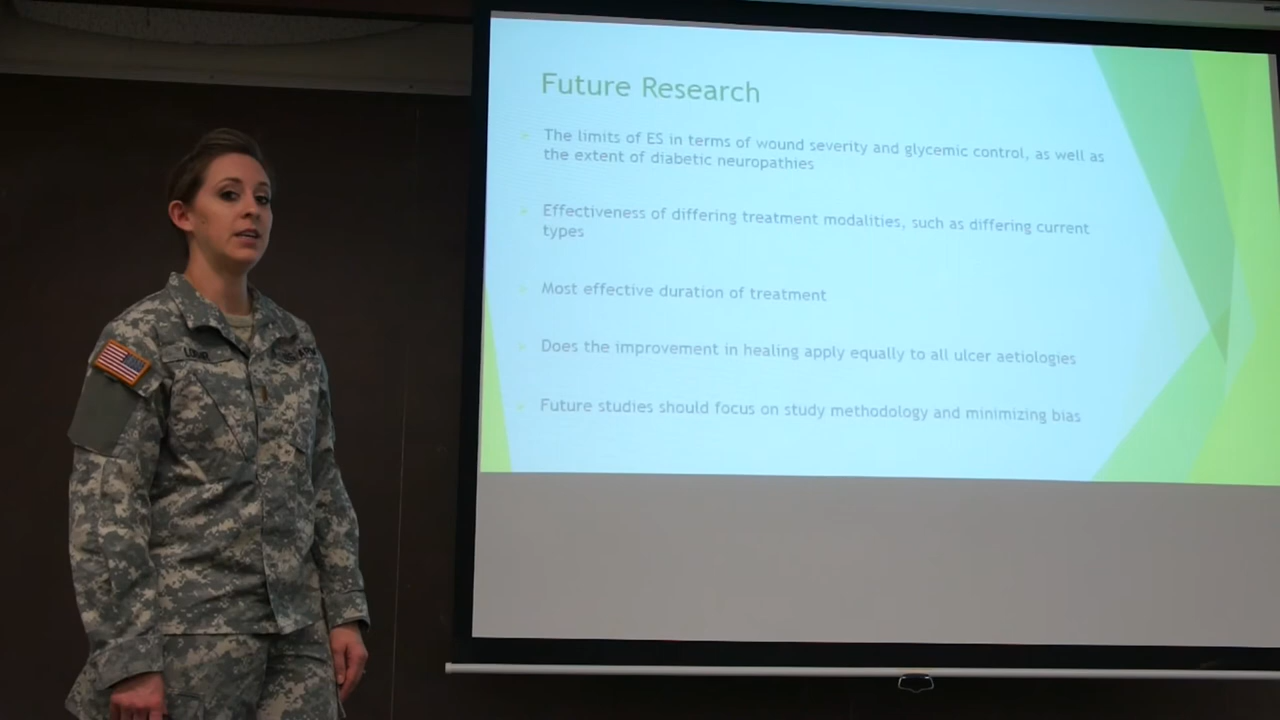 Future Research
The limits of ES in terms of wound severity and glycemic control, as well as
the extent of diabetic neuropathies
Effectiveness of differing treatment modalities, such as differing current
types
Most effective duration of treatment
Does the improvement in healing apply equally to all ulcer aetiologies
Future studies should focus on study methodology and minimizing bias